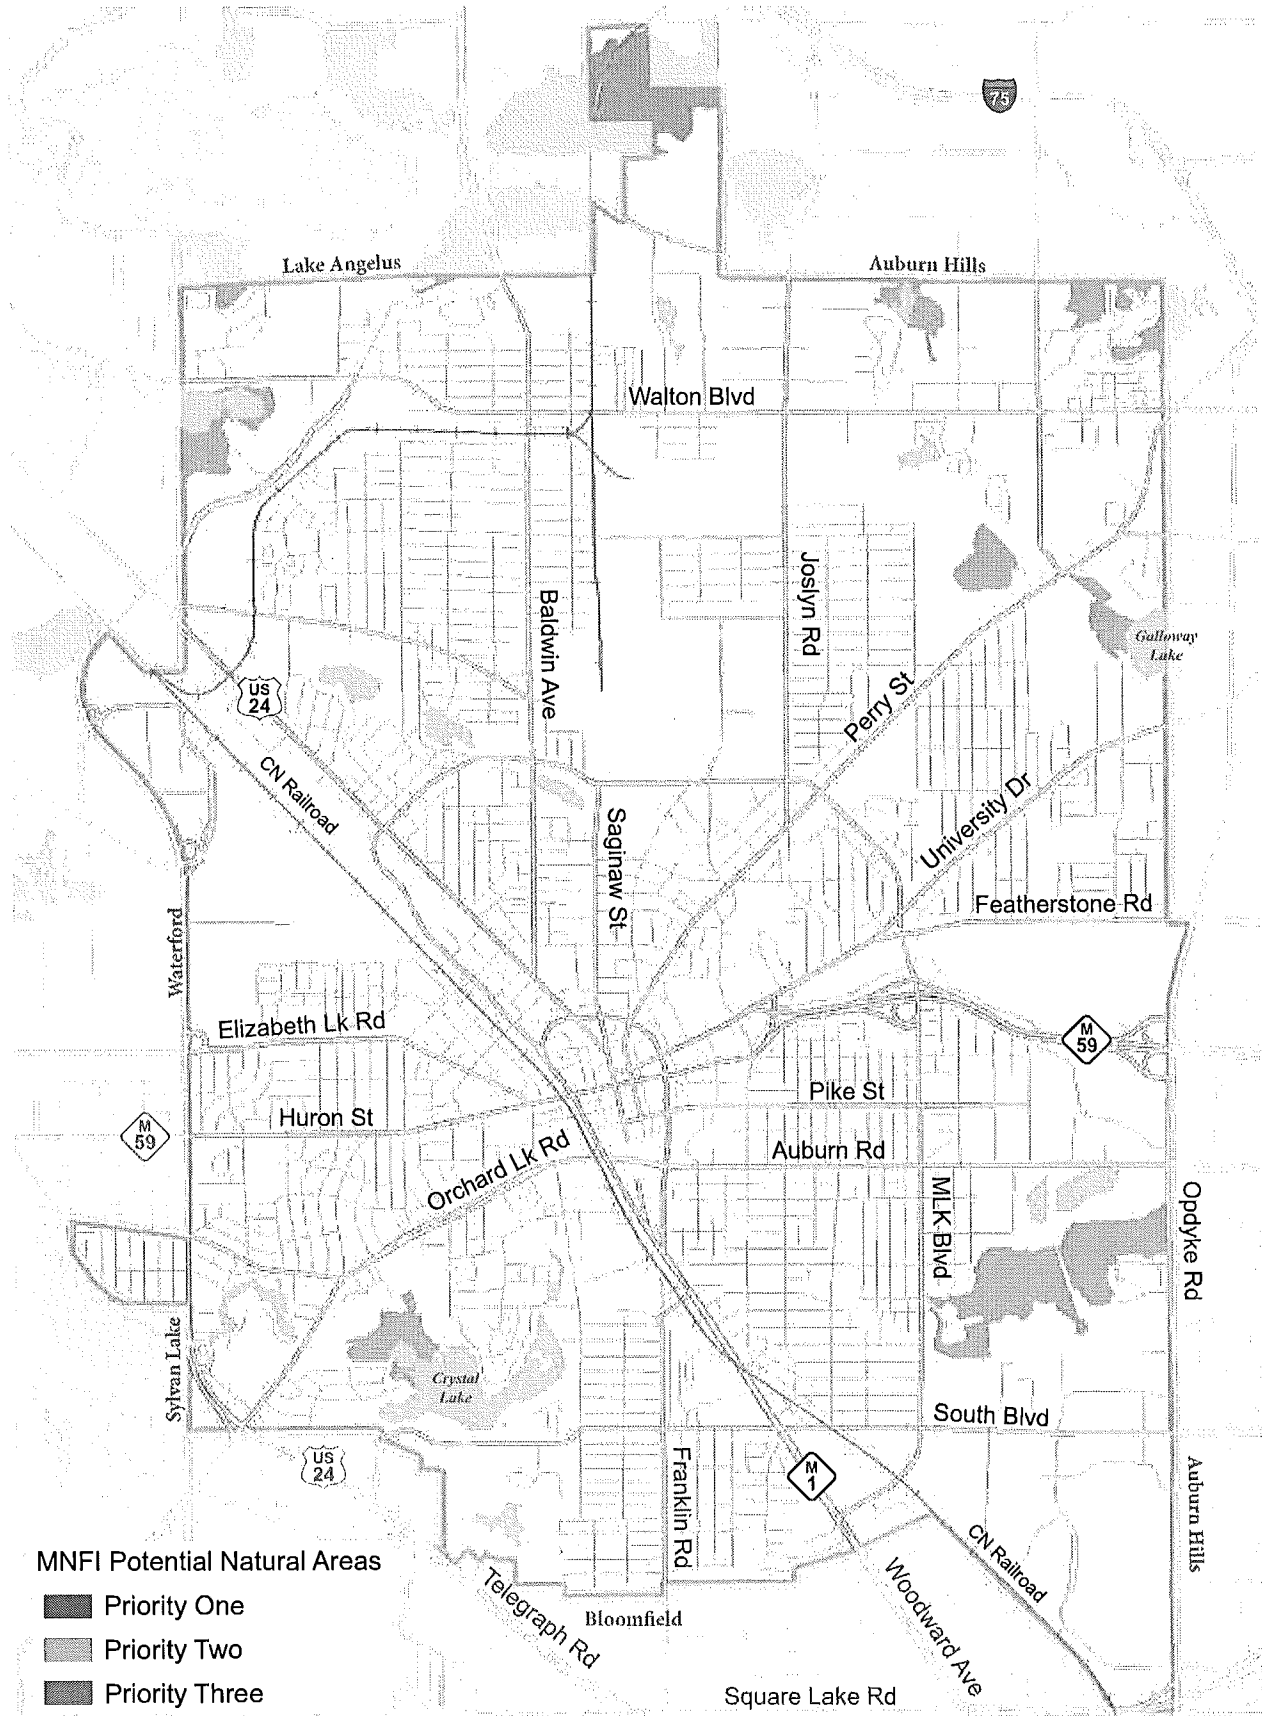 75
Lake Angelus
Auburn Hills
Walton Blvd
Joslyn Rd
Baldwin Ave
Galloway
Lake
US
24
Perry St
CN Railroad
University Dr
Saginaw St
Featherstone Rd
Waterford
Elizabeth Lk Rd
M
59
Pike St
Huron St
M
59
Auburn Rd
Orchard Lk Rd
MLK Blvd
Opdyke Rd
Sylvan Lake
Crystal
Lake
South Blvd
US
24
Franklin Rd
M
1
Auburn Hills
CN Railroad
MNFI Potential Natural Areas
Priority One
Priority Two
Priority Three
Telegraph Rd
Bloomfield
Woodward Ave
Square Lake Rd